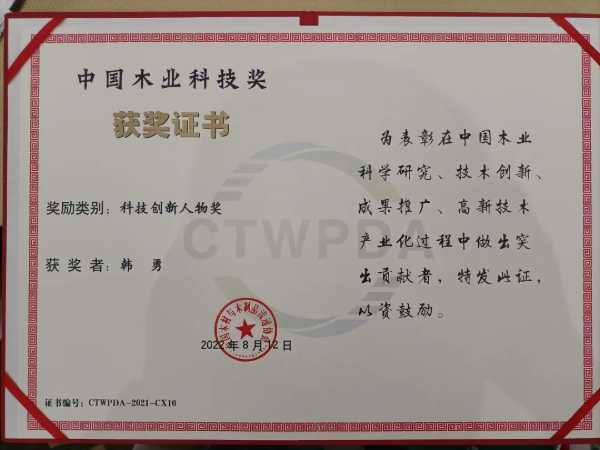 中国木业科技奖
获奖证书
奖励类别：科技创新人物奖
获奖者：韩勇
2022年8月12日
证书编号：CTWPDA-2021-CX10
为表彰在中国木业
科学研究、技术创新、
成果推广、高新技术
产业化过程中做出突
出贡献者，特发此证，
以资鼓励。
CTWPDA